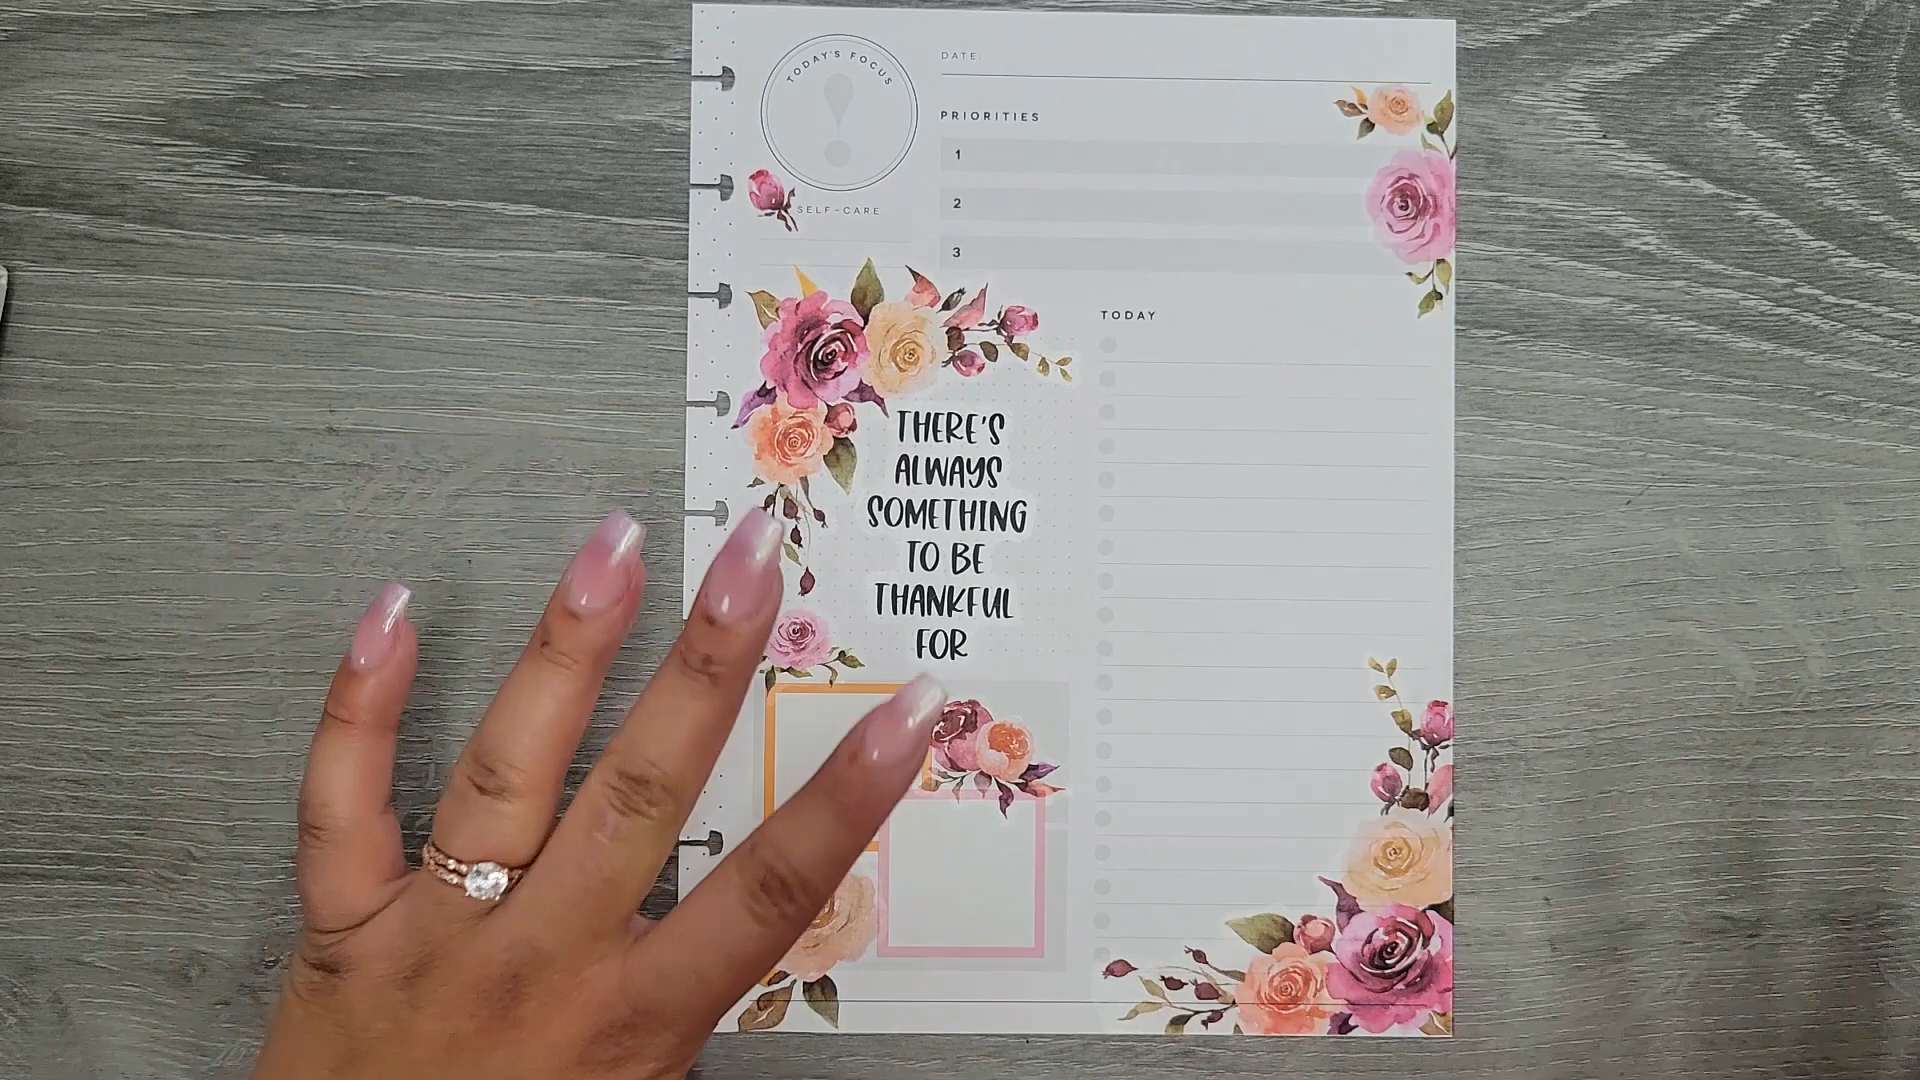 TODAY'S FOCUS
DATE:
PRIORITIES
1
2
3
SELF-CARE
TODAY
THERE'S
ALWAYS
SOMETHING
TO BE
THANKFUL
FOR